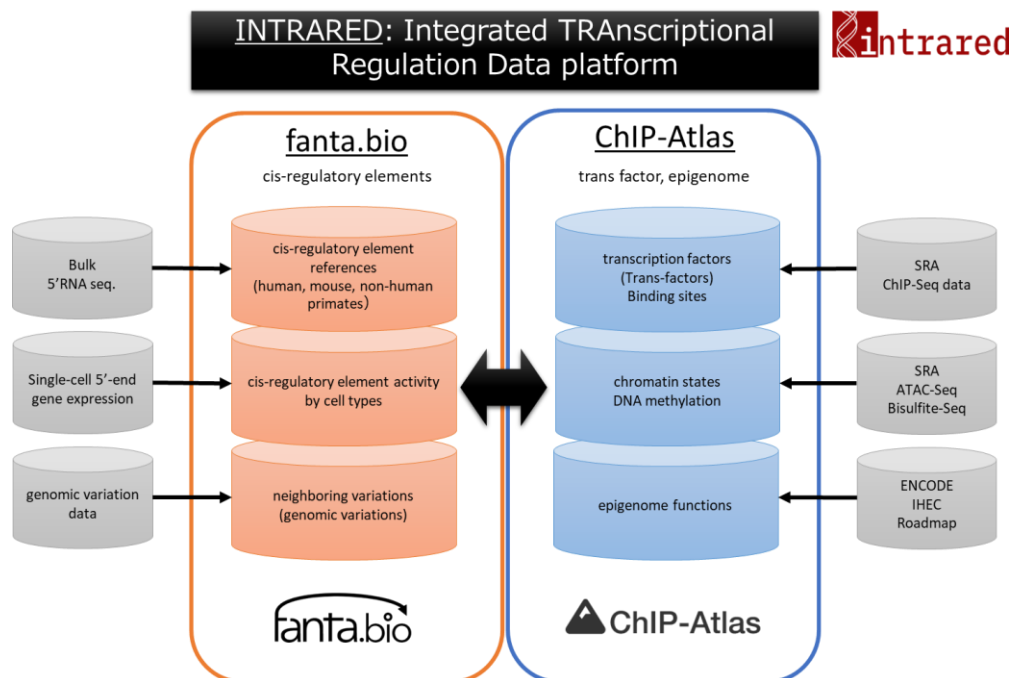 INTRARED: Integrated TRAnscriptional
Regulation Data platform
intrared
fanta.bio
cis-regulatory elements
ChIP-Atlas
trans factor, epigenome
Bulk
5’RNA seq.
cis-regulatory element
references
(human, mouse, non-human
primates)
transcription factors
(Trans-factors)
Binding sites
SRA
ChIP-Seq data
Single-cell 5’-end
gene expression
cis-regulatory element activity
by cell types
chromatin states
DNA methylation
SRA
ATAC-Seq
Bisulfite-Seq
genomic variation
data
neighboring variations
(genomic variations)
epigenome functions
ENCODE
IHEC
Roadmap
fanta.bio
ChIP-Atlas